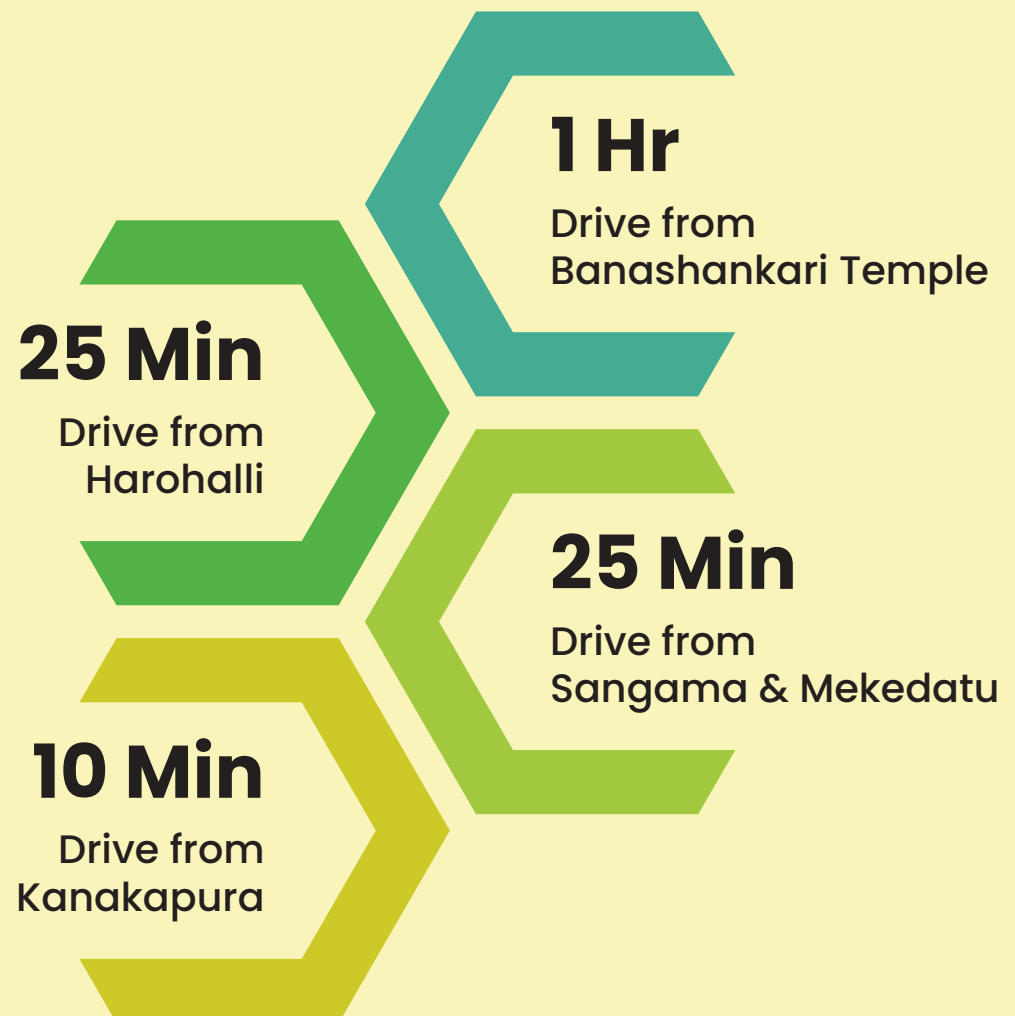 1 Hr
Drive from
Banashankari Temple
25 Min
Drive from
Harohalli
25 Min
Drive from
Sangama & Mekedatu
10 Min
Drive from
Kanakapura